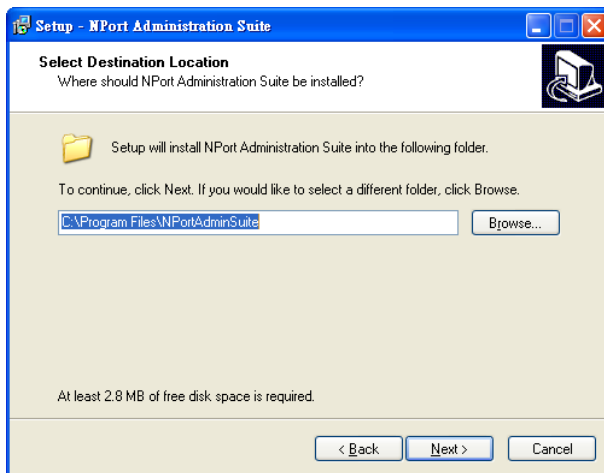 Setup - NPort Administration Suite
Select Destination Location
Where should NPort Administration Suite be installed?
Setup will install NPort Administration Suite into the following folder.
To continue, click Next. If you would like to select a different folder, click Browse.
C:\Program Files\NPortAdminSuite
Browse...
At least 2.8 MB of free disk space is required.
< Back
Next >
Cancel